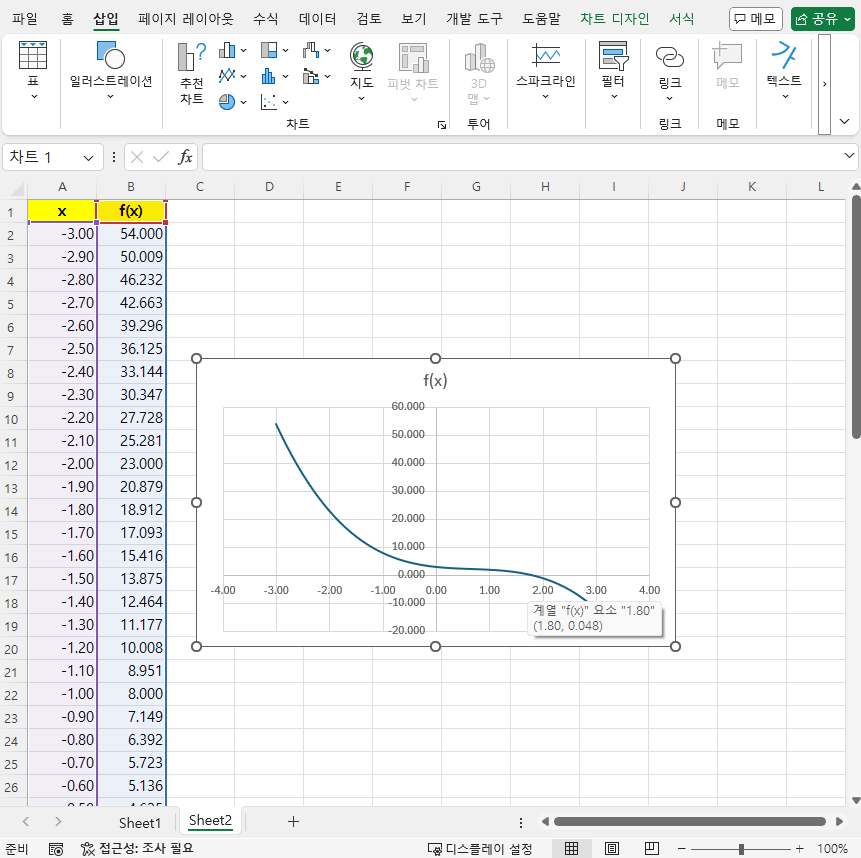 파일 홈 삽입 페이지 레이아웃 수식 데이터 검토 보기 개발 도구 도움말 차트 디자인 서식 메모 공유
표 일러스트레이션 추천 차트 지도 피벗 차트 3D 맵 스파크라인 필터 링크 메모 텍스트
차트 투어 링크 메모
차트 1 fx
A B C D E F G H I J K L
1 x f(x)
2 -3.00 54.000
3 -2.90 50.009
4 -2.80 46.232
5 -2.70 42.663
6 -2.60 39.296
7 -2.50 36.125
8 -2.40 33.144
9 -2.30 30.347
10 -2.20 27.728
11 -2.10 25.281
12 -2.00 23.000
13 -1.90 20.879
14 -1.80 18.912
15 -1.70 17.093
16 -1.60 15.416
17 -1.50 13.875
18 -1.40 12.464
19 -1.30 11.177
20 -1.20 10.008
21 -1.10 8.951
22 -1.00 8.000
23 -0.90 7.149
24 -0.80 6.392
25 -0.70 5.723
26 -0.60 5.136
f(x)
60.000
50.000
40.000
30.000
20.000
10.000
0.000
-4.00 -3.00 -2.00 -1.00 0.00 1.00 2.00 3.00 4.00
-10.000
-20.000
계열 "f(x)" 요소 "1.80"
(1.80, 0.048)
Sheet1 Sheet2
준비 접근성: 조사 필요 디스플레이 설정 100%